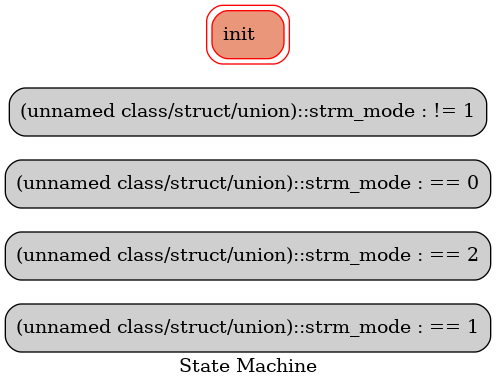 init
(unnamed class/struct/union)::strm_mode : != 1
(unnamed class/struct/union)::strm_mode : == 0
(unnamed class/struct/union)::strm_mode : == 2
(unnamed class/struct/union)::strm_mode : == 1
State Machine